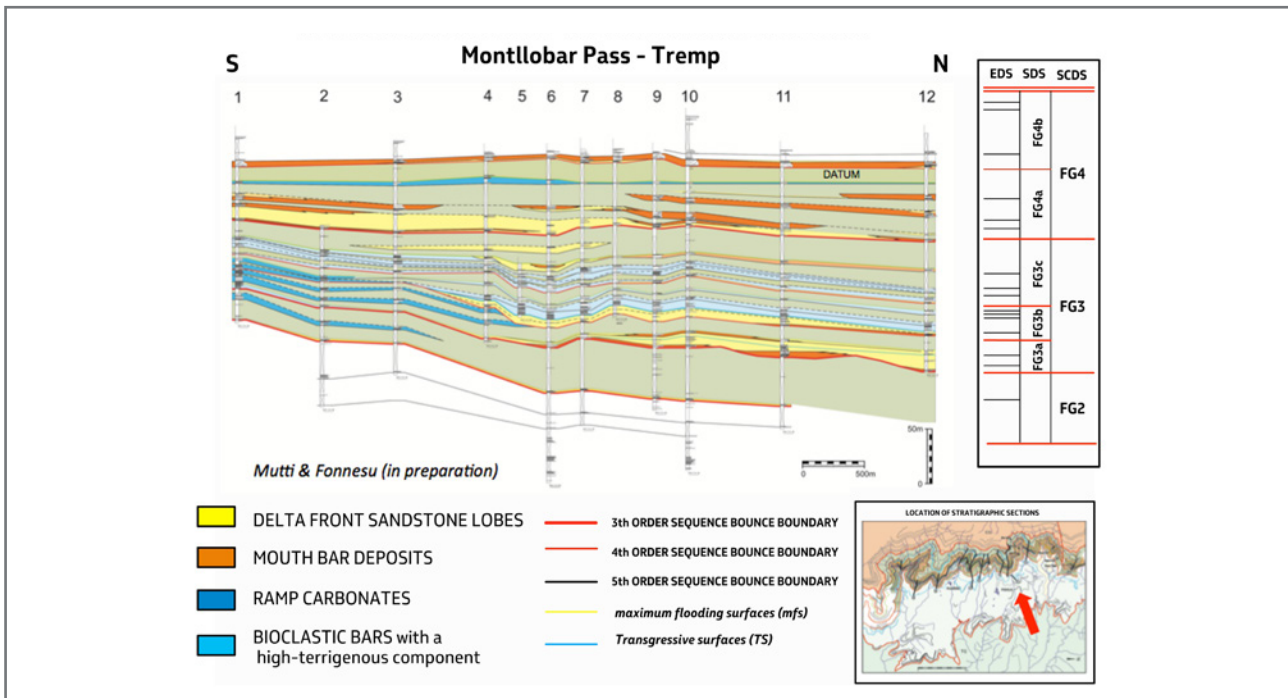 Montllobar Pass - Tremp
S
N
1 2 3 4 5 6 7 8 9 10 11 12
DATUM
50m
0
0 500m
Mutti & Fonnesu (in preparation)
EDS SDS SCDS
FG4b
FG4a
FG4
FG3c
FG3b
FG3a
FG3
FG2
DELTA FRONT SANDSTONE LOBES
MOUTH BAR DEPOSITS
RAMP CARBONATES
BIOCLASTIC BARS with a
high-terrigenous component
3th ORDER SEQUENCE BOUNCE BOUNDARY
4th ORDER SEQUENCE BOUNCE BOUNDARY
5th ORDER SEQUENCE BOUNCE BOUNDARY
maximum flooding surfaces (mfs)
Transgressive surfaces (TS)
LOCATION OF STRATIGRAPHIC SECTIONS